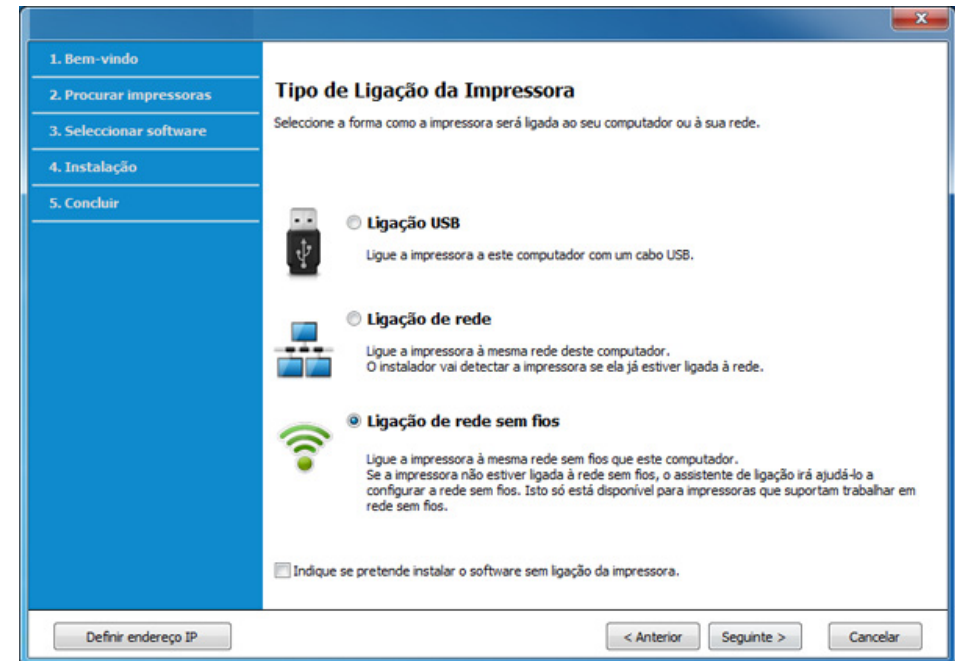 1. Bem-vindo
2. Procurar impressoras
3. Seleccionar software
4. Instalação
5. Concluir
Tipo de Ligação da Impressora
Seleccione a forma como a impressora será ligada ao seu computador ou à sua rede.
Ligação USB
Ligue a impressora a este computador com um cabo USB.
Ligação de rede
Ligue a impressora à mesma rede deste computador.
O instalador vai detectar a impressora se ela já estiver ligada à rede.
Ligação de rede sem fios
Ligue a impressora à mesma rede sem fios que este computador.
Se a impressora não estiver ligada à rede sem fios, o assistente de ligação irá ajudá-lo a
configurar a rede sem fios. Isto só está disponível para impressoras que suportam trabalhar em
rede sem fios.
Indique se pretende instalar o software sem ligação da impressora.
Definir endereço IP
< Anterior
Seguinte >
Cancelar